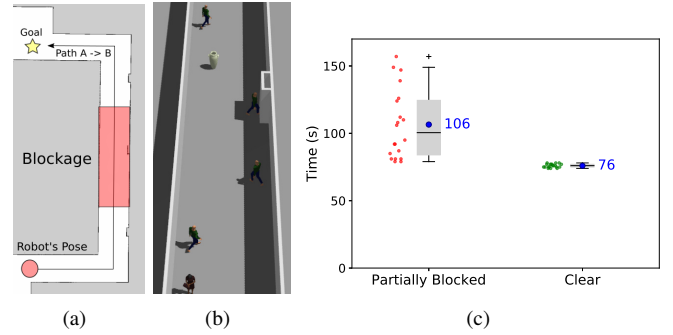 Goal
Path A -> B
Blockage
Robot's Pose
(a)
(b)
Time (s)
150
100
50
0
106
76
Partially Blocked
Clear
(c)